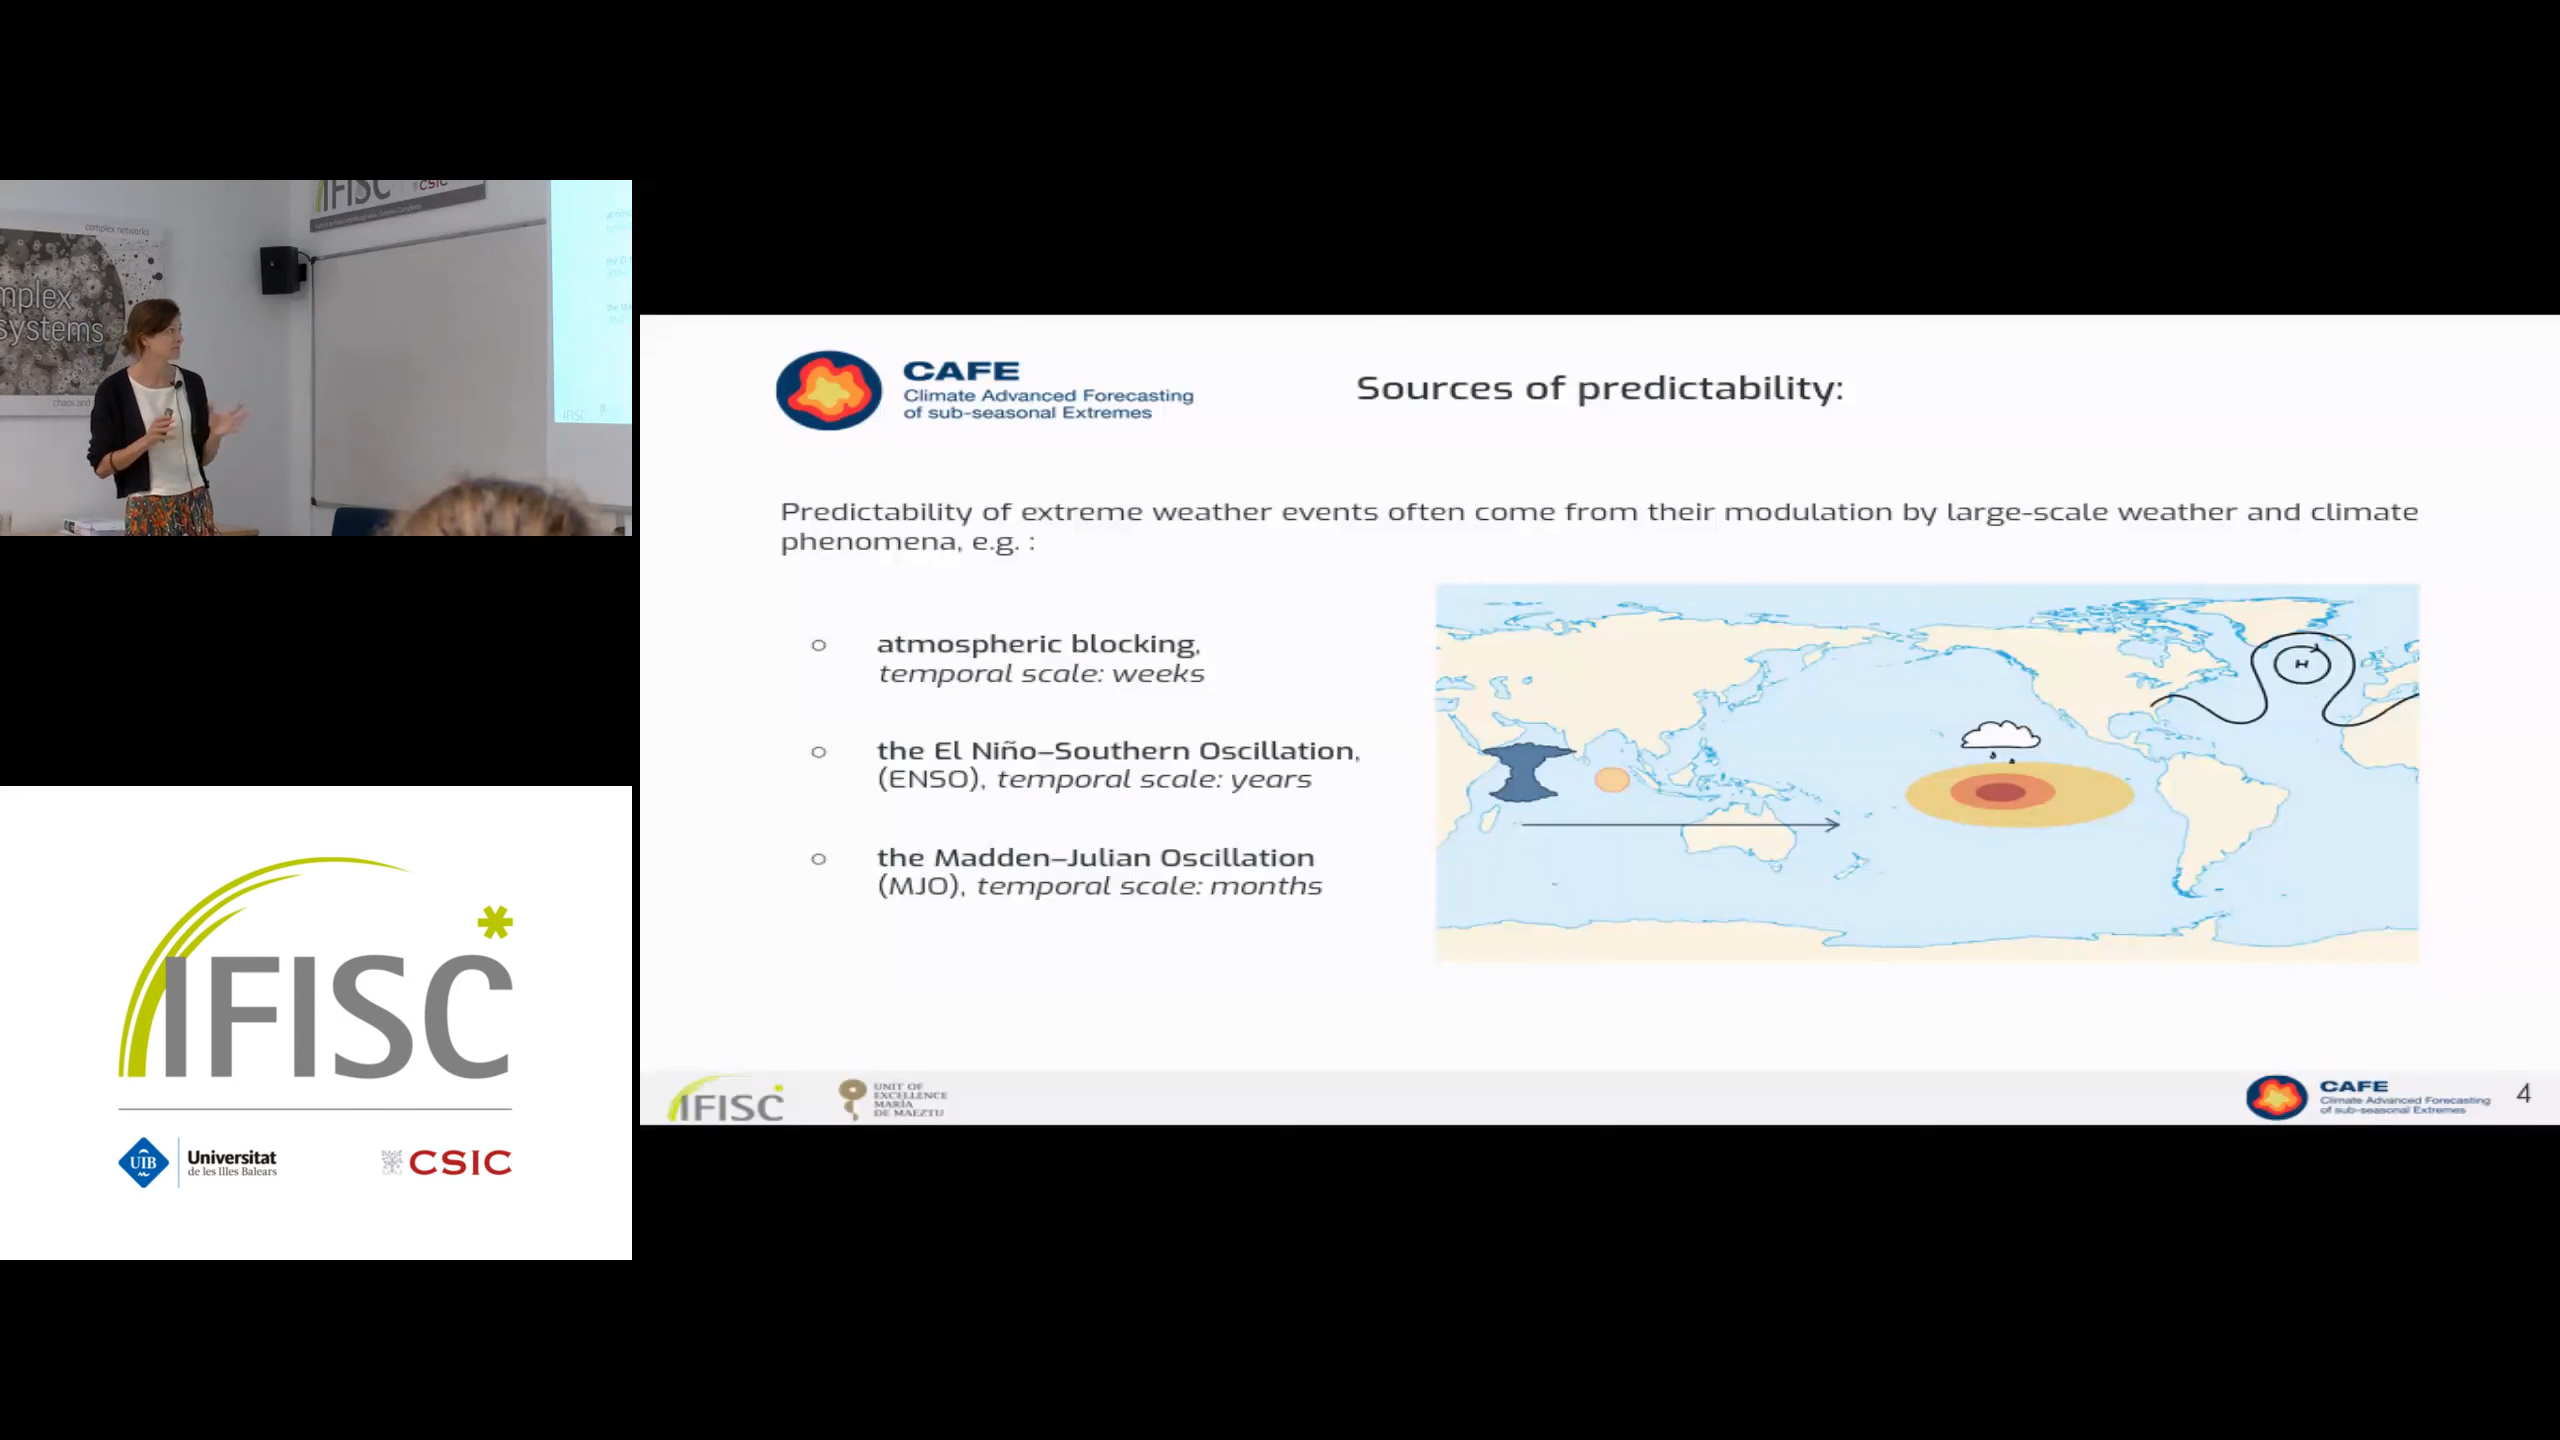 IFISC
CSIC
complex networks
mplex
systems
chaos and
IFISC
Universitat
de les Illes Balears
UIB
CSIC
CAFE
Climate Advanced Forecasting
of sub-seasonal Extremes
Sources of predictability:
Predictability of extreme weather events often come from their modulation by large-scale weather and climate
phenomena, e.g. :
atmospheric blocking,
temporal scale: weeks
the El Niño–Southern Oscillation,
(ENSO), temporal scale: years
the Madden–Julian Oscillation
(MJO), temporal scale: months
H
IFISC
UNIT OF
EXCELLENCE
MARÍA
DE MAEZTU
CAFE
Climate Advanced Forecasting
of sub-seasonal Extremes
4